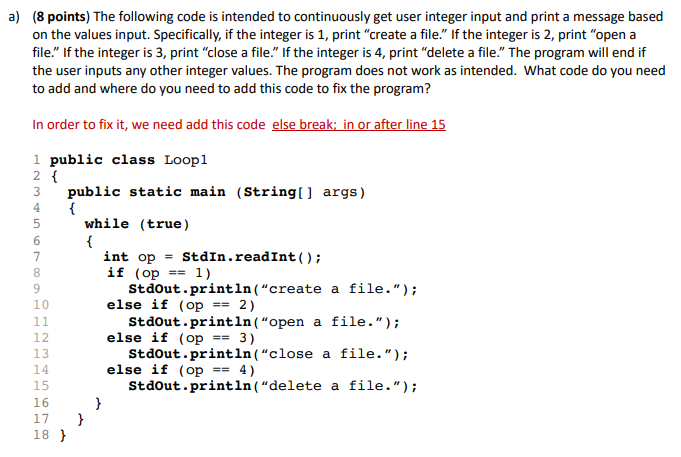 a) (8 points) The following code is intended to continuously get user integer input and print a message based
on the values input. Specifically, if the integer is 1, print “create a file.” If the integer is 2, print “open a
file.” If the integer is 3, print “close a file.” If the integer is 4, print “delete a file.” The program will end if
the user inputs any other integer values. The program does not work as intended.  What code do you need
to add and where do you need to add this code to fix the program?
In order to fix it, we need add this code  else break;  in or after line 15
1 public class Loop1
2 {
3 public static main (String[] args)
4 {
5 while (true)
6 {
7 int op = StdIn.readInt();
8 if (op == 1)
9 StdOut.println(“create a file.”);
10 else if (op == 2)
11 StdOut.println(“open a file.”);
12 else if (op == 3)
13 StdOut.println(“close a file.”);
14 else if (op == 4)
15 StdOut.println(“delete a file.”);
16 }
17 }
18 }